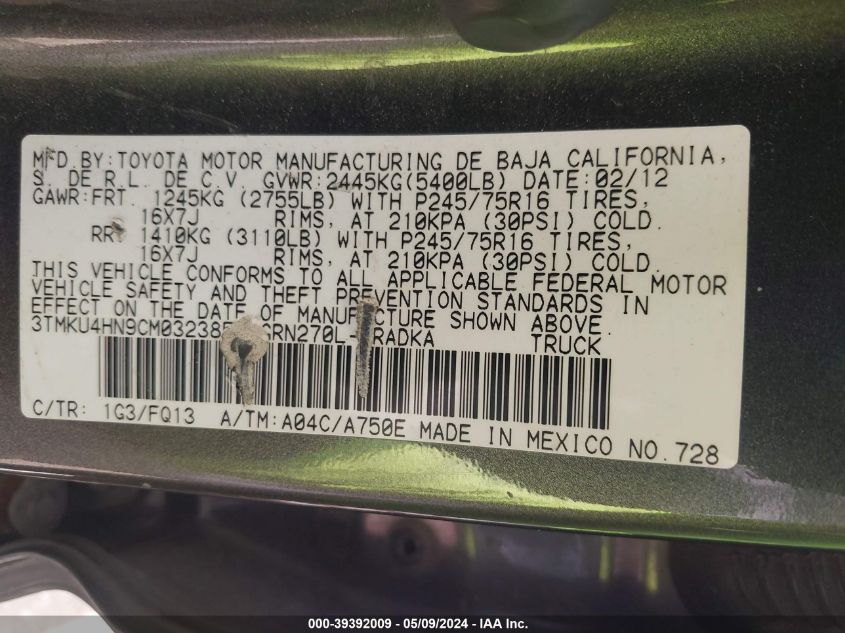 MFD.BY:TOYOTA MOTOR MANUFACTURING DE BAJA CALIFORNIA,
S. DE R.L. DE C.V. GVWR:2445KG(5400LB) DATE:02/12
GAWR:FRT. 1245KG (2755LB) WITH P245/75R16 TIRES,
16X7J RIMS, AT 210KPA (30PSI) COLD.
RR. 1410KG (3110LB) WITH P245/75R16 TIRES,
16X7J RIMS, AT 210KPA (30PSI) COLD.
THIS VEHICLE CONFORMS TO ALL APPLICABLE FEDERAL MOTOR
VEHICLE SAFETY AND THEFT PREVENTION STANDARDS IN
EFFECT ON THE DATE OF MANUFACTURE SHOWN ABOVE.
TRUCK
C/TR: 1G3/FQ13 A/TM:A04C/A750E MADE IN MEXICO NO.728
000-39392009 - 05/09/2024 - IAA Inc.